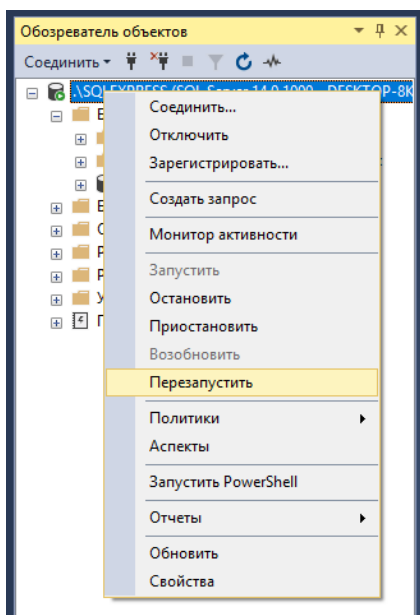 Обозреватель объектов
Соединить
.\SQLEXPRESS (SQL Server 14.0.1000 - DESKTOP-8K
Соединить...
Отключить
Зарегистрировать...
Создать запрос
Монитор активности
Запустить
Остановить
Приостановить
Возобновить
Перезапустить
Политики
Аспекты
Запустить PowerShell
Отчеты
Обновить
Свойства